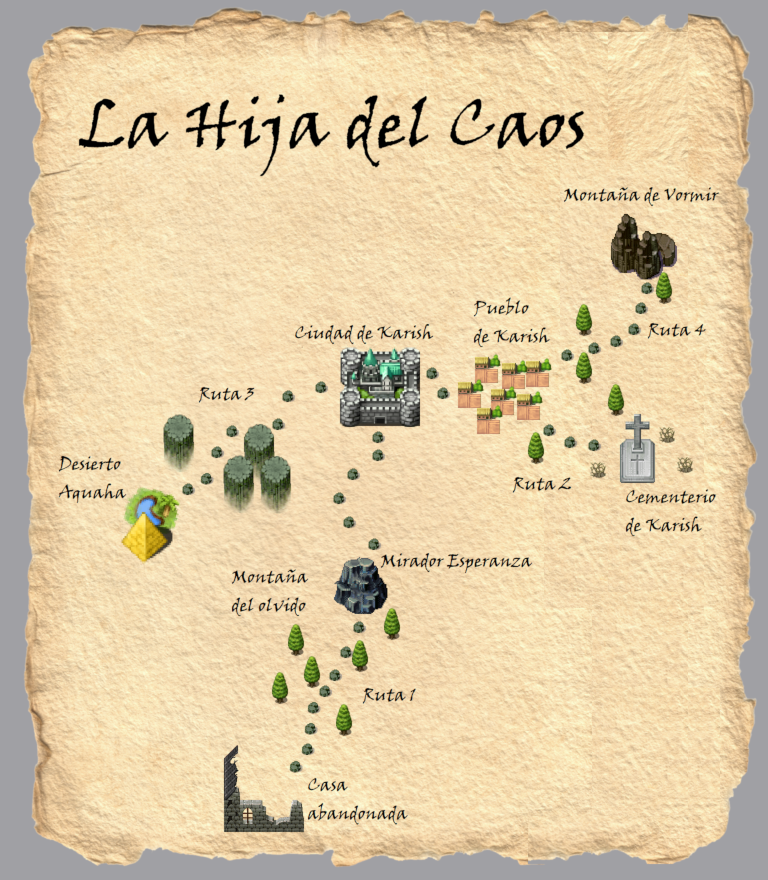 La Hija del Caos
Montaña de Vormir
Pueblo
de Karish
Ciudad de Karish
Ruta 4
Ruta 3
Desierto
Aquaha
Ruta 2
Cementerio
de Karish
Mirador Esperanza
Montaña
del olvido
Ruta 1
Casa
abandonada